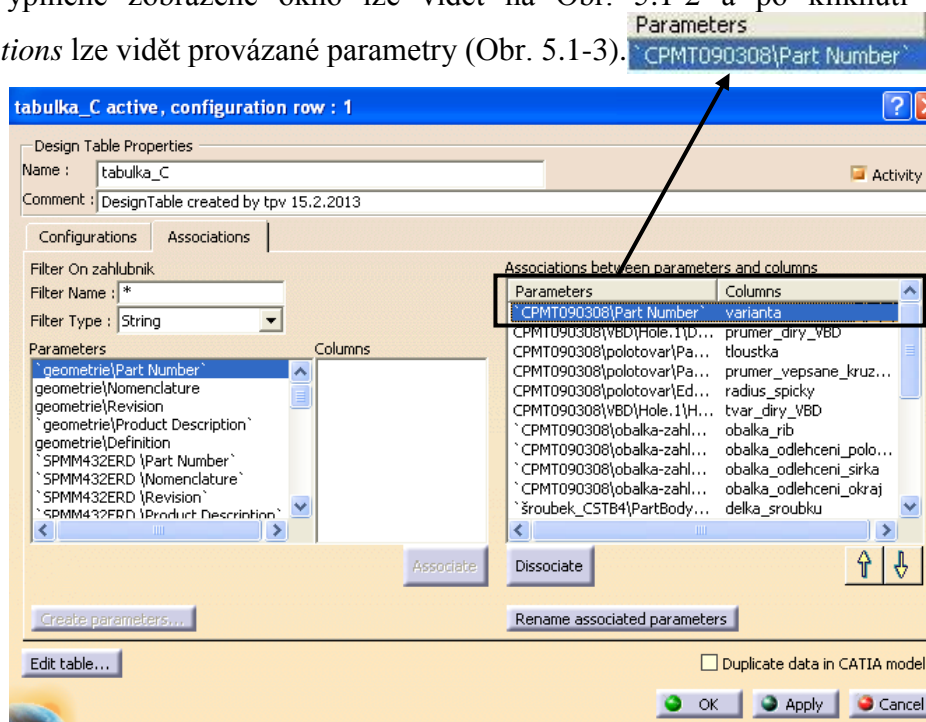 yplněné zobrazené okno lze vidět na Obr. 5.1-2 a po kliknutí
tions lze vidět provázané parametry (Obr. 5.1-3).
Parameters
`CPMT090308\Part Number`
tabulka_C active, configuration row : 1
Design Table Properties
Name : tabulka_C
Activity
Comment : DesignTable created by tpv 15.2.2013
Configurations Associations
Filter On zahlubnik
Filter Name : *
Filter Type : String
Parameters Columns
`geometrie\Part Number`
geometrie\Nomenclature
geometrie\Revision
`geometrie\Product Description`
geometrie\Definition
`SPMM432ERD \Part Number`
`SPMM432ERD \Nomenclature`
`SPMM432ERD \Revision`
`SPMM432ERD \Product Description`
Associate
Create parameters...
Associations between parameters and columns
Parameters Columns
`CPMT090308\Part Number` varianta
CPMT090308\VBD\Hole.1\D... prumer_diry_VBD
CPMT090308\polotovar\Pa... tloustka
CPMT090308\polotovar\Pa... prumer_vepsane_kruz...
CPMT090308\polotovar\Ed... radius_spicky
CPMT090308\VBD\Hole.1\H... tvar_diry_VBD
`CPMT090308\obalka-zahl... obalka_rib
`CPMT090308\obalka-zahl... obalka_odlehceni_polo...
`CPMT090308\obalka-zahl... obalka_odlehceni_sirka
`CPMT090308\obalka-zahl... obalka_odlehceni_okraj
`šroubek_CSTB4\PartBody... delka_sroubku
Dissociate
Rename associated parameters
Edit table...
Duplicate data in CATIA model
OK Apply Cancel